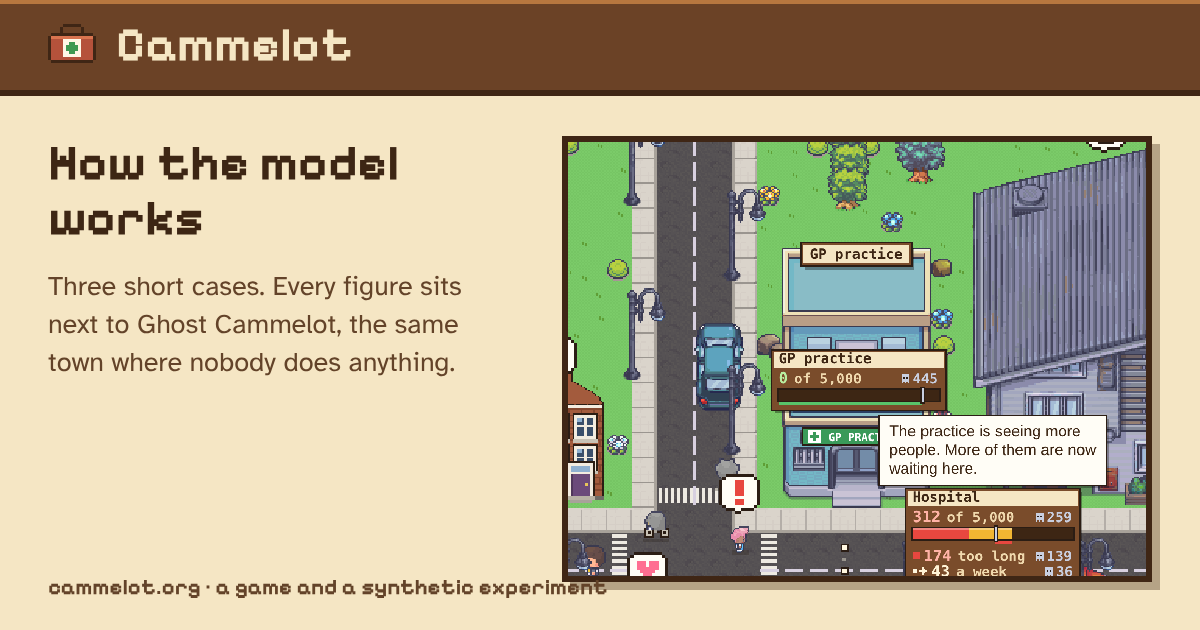 Cammelot
How the model
works
Three short cases. Every figure sits
next to Ghost Cammelot, the same
town where nobody does anything.
GP practice
GP practice
0 of 5,000 445
GP PRACT
The practice is seeing more
people. More of them are now
waiting here.
Hospital
312 of 5,000 259
174 too long 139
+ 43 a week 36
cammelot.org · a game and a synthetic experiment